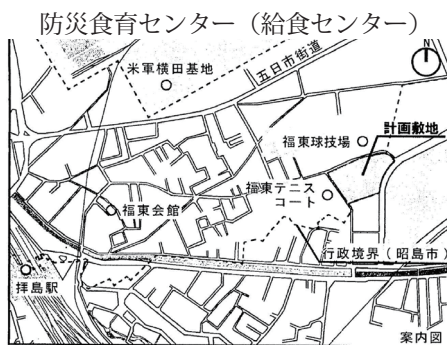 防災食育センター（給食センター）
五日市街道
米軍横田基地
N
計画敷地
福東球技場
福東テニス
コート
福東会館
行政境界（昭島市）
拝島駅
案内図